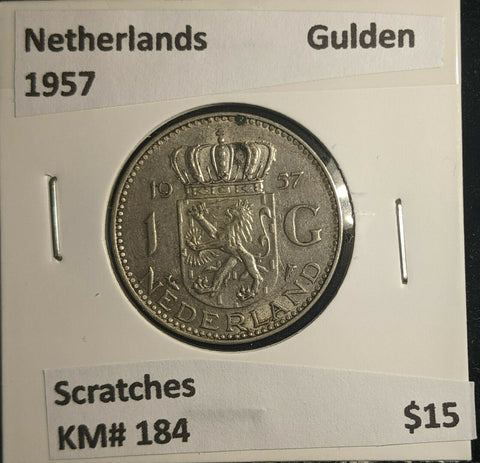 Netherlands Gulden
1957
19 57
1 G
NEDERLAND
Scratches
KM# 184 $15